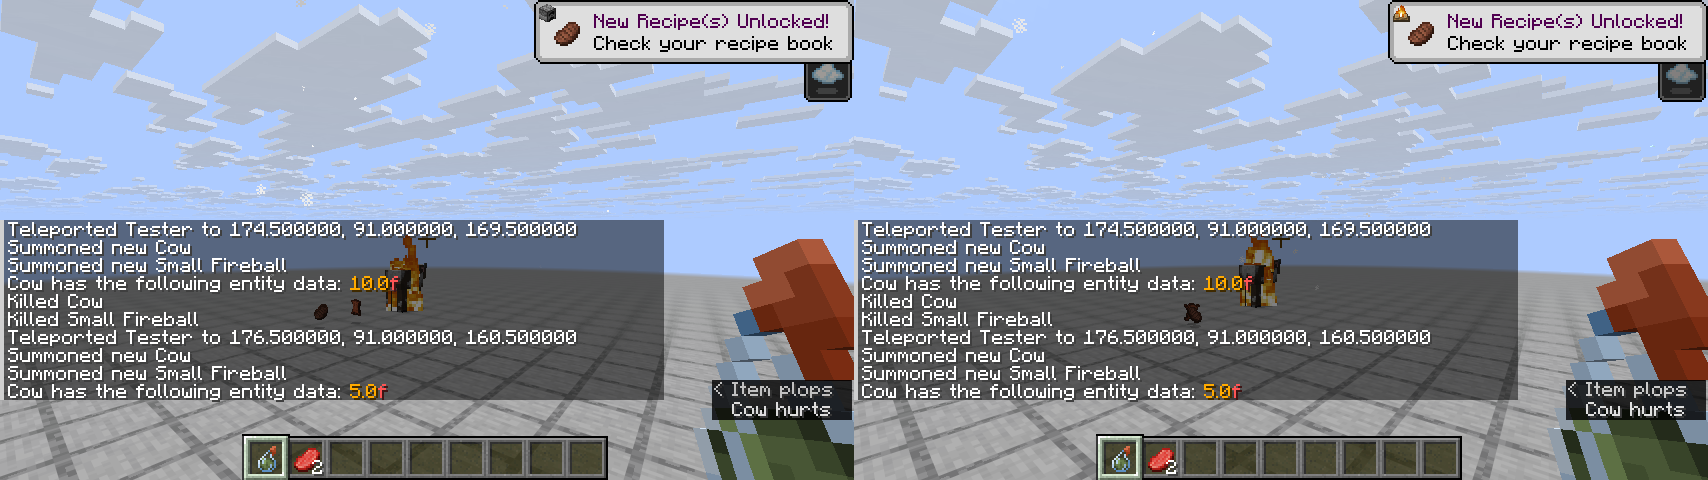 New Recipe(s) Unlocked!
Check your recipe book
Teleported Tester to 174.500000, 91.000000, 169.500000
Summoned new Cow
Summoned new Small Fireball
Cow has the following entity data: 10.0f
Killed Cow
Killed Small Fireball
Teleported Tester to 176.500000, 91.000000, 160.500000
Summoned new Cow
Summoned new Small Fireball
Cow has the following entity data: 5.0f
< Item plops
Cow hurts
2
New Recipe(s) Unlocked!
Check your recipe book
Teleported Tester to 174.500000, 91.000000, 169.500000
Summoned new Cow
Summoned new Small Fireball
Cow has the following entity data: 10.0f
Killed Cow
Killed Small Fireball
Teleported Tester to 176.500000, 91.000000, 160.500000
Summoned new Cow
Summoned new Small Fireball
Cow has the following entity data: 5.0f
< Item plops
Cow hurts
2